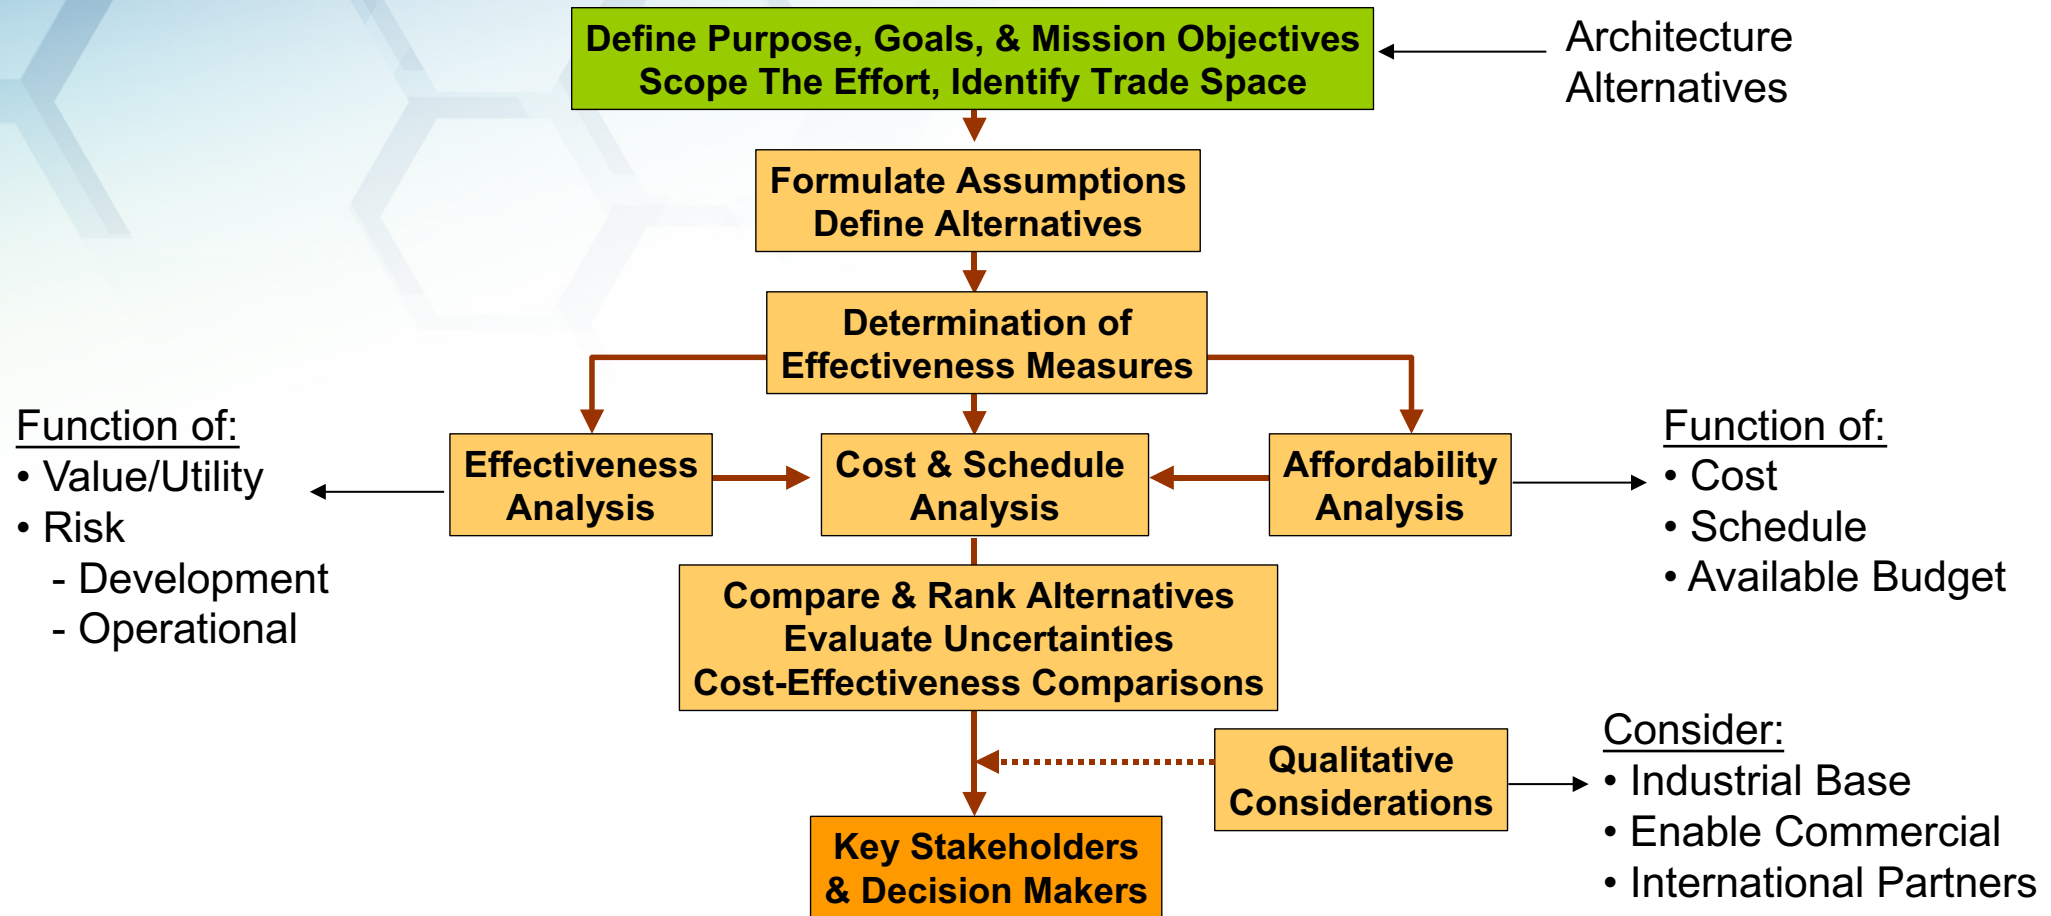 Define Purpose, Goals, & Mission Objectives
Scope The Effort, Identify Trade Space
Architecture
Alternatives
Formulate Assumptions
Define Alternatives
Determination of
Effectiveness Measures
Function of:
• Value/Utility
• Risk
- Development
- Operational
Effectiveness
Analysis
Cost & Schedule
Analysis
Affordability
Analysis
Function of:
• Cost
• Schedule
• Available Budget
Compare & Rank Alternatives
Evaluate Uncertainties
Cost-Effectiveness Comparisons
Qualitative
Considerations
Consider:
• Industrial Base
• Enable Commercial
• International Partners
Key Stakeholders
& Decision Makers